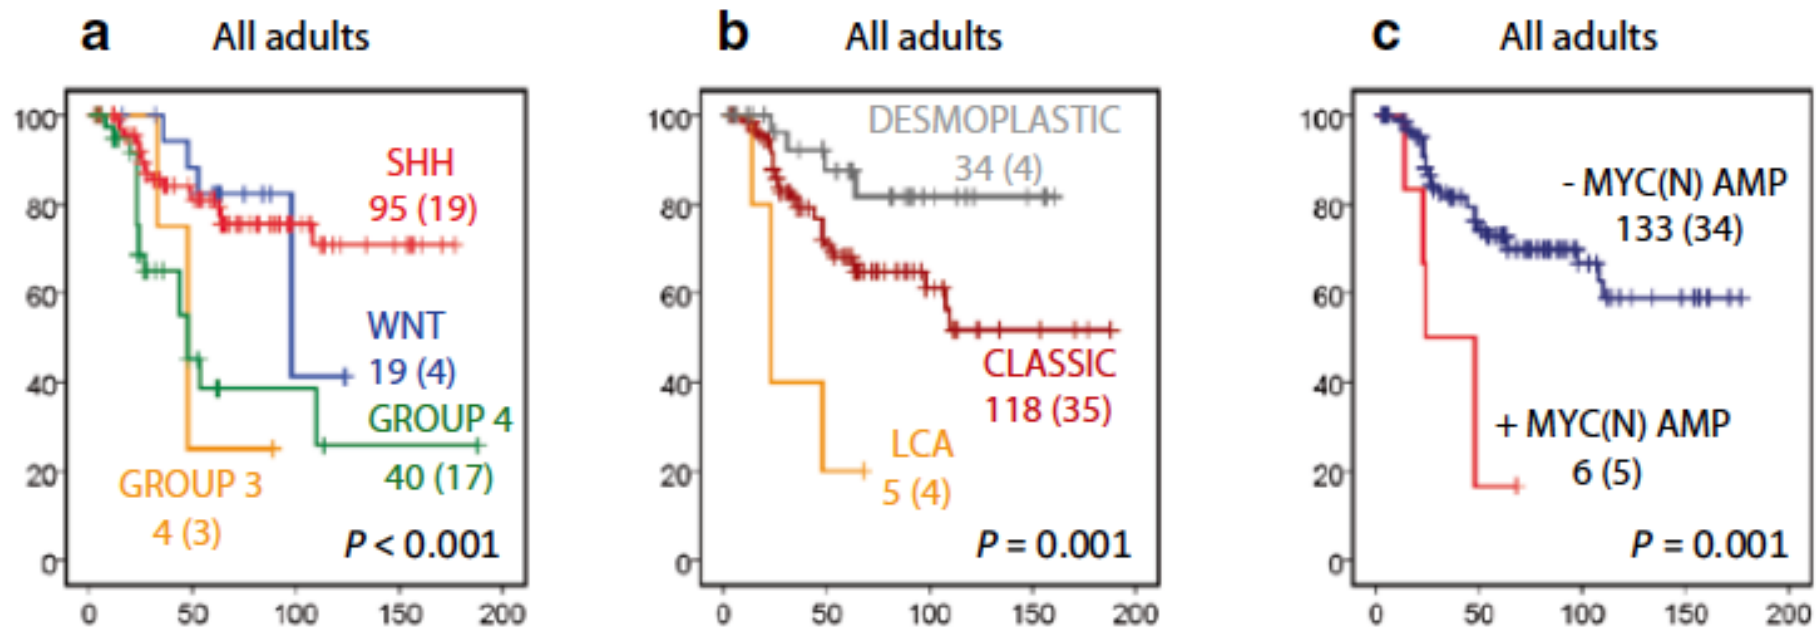 a All adults
100
80
60
40
20
0
0 50 100 150 200
SHH
95 (19)
WNT
19 (4)
GROUP 4
40 (17)
GROUP 3
4 (3)
P < 0.001
b All adults
100
80
60
40
20
0
0 50 100 150 200
DESMOPLASTIC
34 (4)
CLASSIC
118 (35)
LCA
5 (4)
P = 0.001
c All adults
100
80
60
40
20
0
0 50 100 150 200
- MYC(N) AMP
133 (34)
+ MYC(N) AMP
6 (5)
P = 0.001